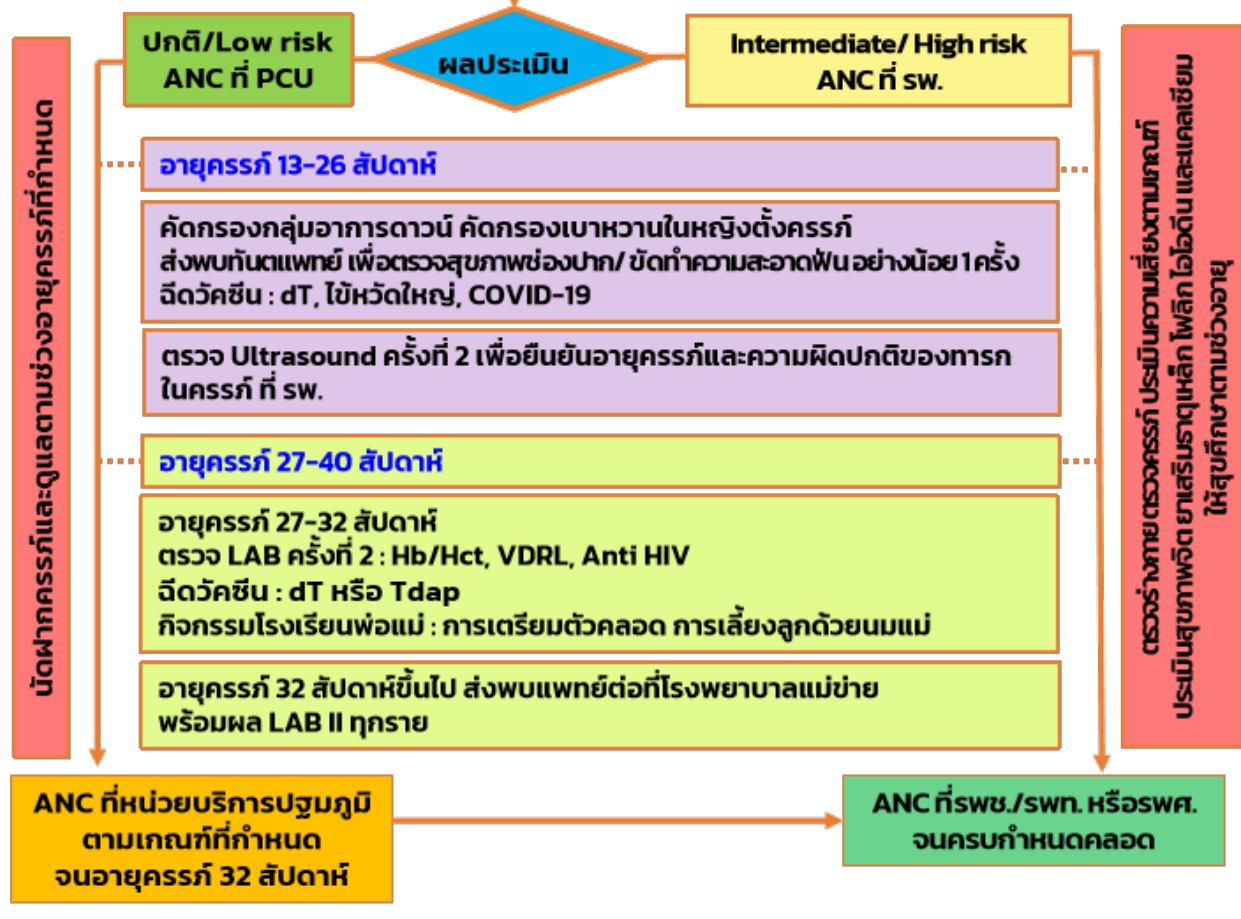 ปกติ/Low risk
ANC ที่ PCU
ผลประเมิน
Intermediate/ High risk
ANC ที่ รพ.
นัดฝากครรภ์และดูแลตามช่วงอายุครรภ์ที่กำหนด
อายุครรภ์ 13-26 สัปดาห์
คัดกรองกลุ่มอาการดาวน์ คัดกรองเบาหวานในหญิงตั้งครรภ์
ส่งพบทันตแพทย์ เพื่อตรวจสุขภาพช่องปาก/ ขัดทำความสะอาดฟัน อย่างน้อย 1 ครั้ง
ฉีดวัคซีน : dT, ไข้หวัดใหญ่, COVID-19
ตรวจ Ultrasound ครั้งที่ 2 เพื่อยืนยันอายุครรภ์และความผิดปกติของทารก
ในครรภ์ ที่ รพ.
อายุครรภ์ 27-40 สัปดาห์
อายุครรภ์ 27-32 สัปดาห์
ตรวจ LAB ครั้งที่ 2 : Hb/Hct, VDRL, Anti HIV
ฉีดวัคซีน : dT หรือ Tdap
กิจกรรมโรงเรียนพ่อแม่ : การเตรียมตัวคลอด การเลี้ยงลูกด้วยนมแม่
อายุครรภ์ 32 สัปดาห์ขึ้นไป ส่งพบแพทย์ต่อที่โรงพยาบาลแม่ข่าย
พร้อมผล LAB II ทุกราย
ตรวจร่างกาย ตรวจครรภ์ ประเมินความเสี่ยงตามเกณฑ์
ประเมินสุขภาพจิต ยาเสริมธาตุเหล็ก โฟลิก ไอโอดีน และแคลเซียม
ให้สุขศึกษาตามช่วงอายุ
ANC ที่หน่วยบริการปฐมภูมิ
ตามเกณฑ์ที่กำหนด
จนอายุครรภ์ 32 สัปดาห์
ANC ที่รพช./รพท. หรือรพศ.
จนครบกำหนดคลอด